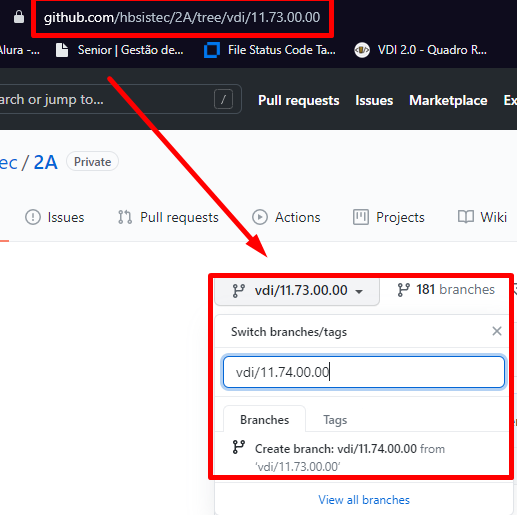 github.com/hbsistec/2A/tree/vdi/11.73.00.00
Alura -... Senior | Gestão de... File Status Code Ta... VDI 2.0 - Quadro R...
arch or jump to... / Pull requests Issues Marketplace Ex
ec / 2A Private
Issues Pull requests Actions Projects Wiki
vdi/11.73.00.00 181 branches
Switch branches/tags
vdi/11.74.00.00
Branches Tags
Create branch: vdi/11.74.00.00 from
'vdi/11.73.00.00'
View all branches